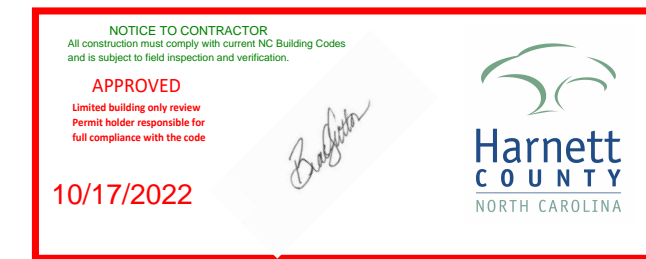 NOTICE TO CONTRACTOR
All construction must comply with current NC Building Codes
and is subject to field inspection and verification.
APPROVED
Limited building only review
Permit holder responsible for
full compliance with the code
10/17/2022
Brad Sutton
Harnett
COUNTY
NORTH CAROLINA